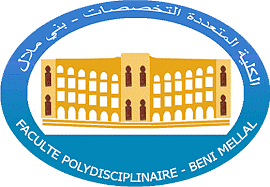 الكلية المتعددة التخصصات - بني ملال
FACULTE POLYDISCIPLINAIRE - BENI MELLAL